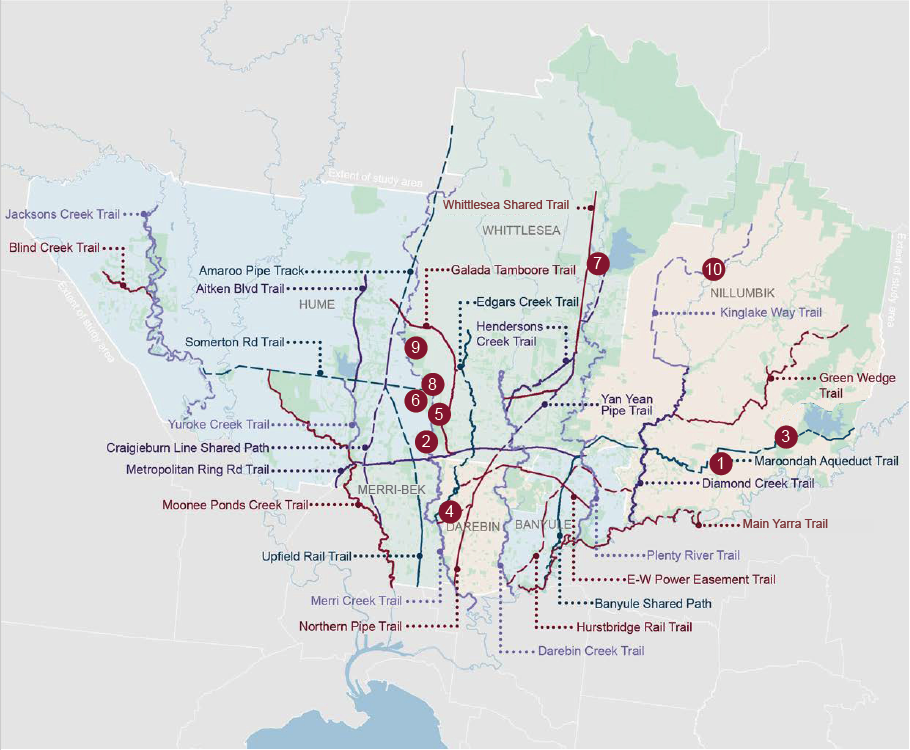 Extent of study area
Jacksons Creek Trail
Whittlesea Shared Trail
WHITTLESEA
Blind Creek Trail
Extent of study area
7
10
Amaroo Pipe Track
Galada Tamboore Trail
Aitken Blvd Trail
NILLUMBIK
HUME
Edgars Creek Trail
Extent of study area
Kinglake Way Trail
Hendersons
Creek Trail
Somerton Rd Trail
9
8
Green Wedge
Trail
6
5
Yan Yean
Pipe Trail
Yuroke Creek Trail
2
3
Craigieburn Line Shared Path
1
Maroondah Aqueduct Trail
Metropolitan Ring Rd Trail
Diamond Creek Trail
MERRI-BEK
Moonee Ponds Creek Trail
4
DAREBIN
BANYULE
Main Yarra Trail
Upfield Rail Trail
Plenty River Trail
E-W Power Easement Trail
Merri Creek Trail
Banyule Shared Path
Northern Pipe Trail
Hurstbridge Rail Trail
Darebin Creek Trail